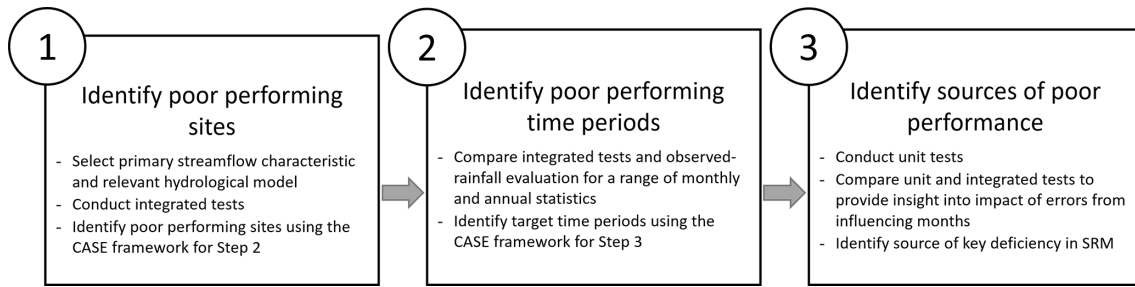 1
Identify poor performing
sites
- Select primary streamflow characteristic
and relevant hydrological model
- Conduct integrated tests
- Identify poor performing sites using the
CASE framework for Step 2
2
Identify poor performing
time periods
- Compare integrated tests and observed-
rainfall evaluation for a range of monthly
and annual statistics
- Identify target time periods using the
CASE framework for Step 3
3
Identify sources of poor
performance
- Conduct unit tests
- Compare unit and integrated tests to
provide insight into impact of errors from
influencing months
- Identify source of key deficiency in SRM